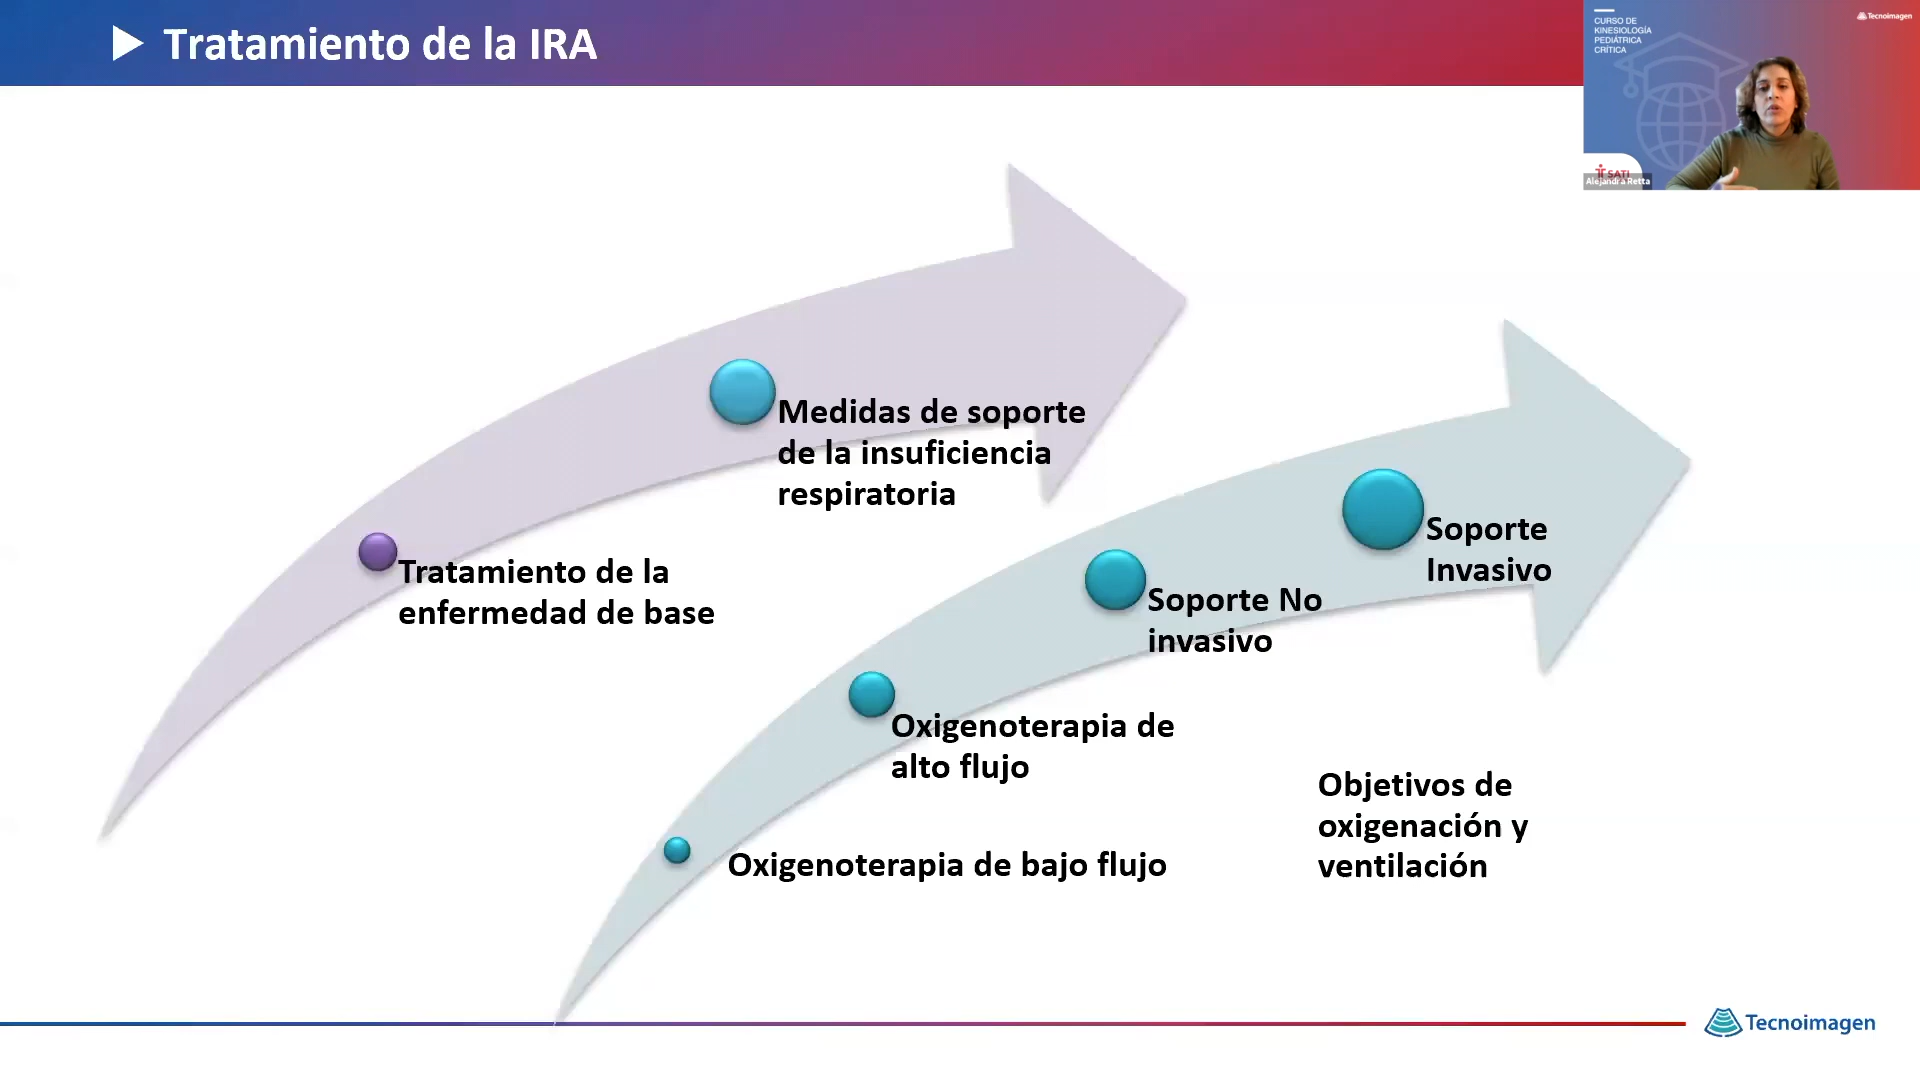 Tratamiento de la IRA
CURSO DE
KINESIOLOGÍA
PEDIÁTRICA
CRÍTICA
Tecnoimagen
SATI
Alejandra Retta
Medidas de soporte
de la insuficiencia
respiratoria
Tratamiento de la
enfermedad de base
Soporte
Invasivo
Soporte No
invasivo
Oxigenoterapia de
alto flujo
Oxigenoterapia de bajo flujo
Objetivos de
oxigenación y
ventilación
Tecnoimagen